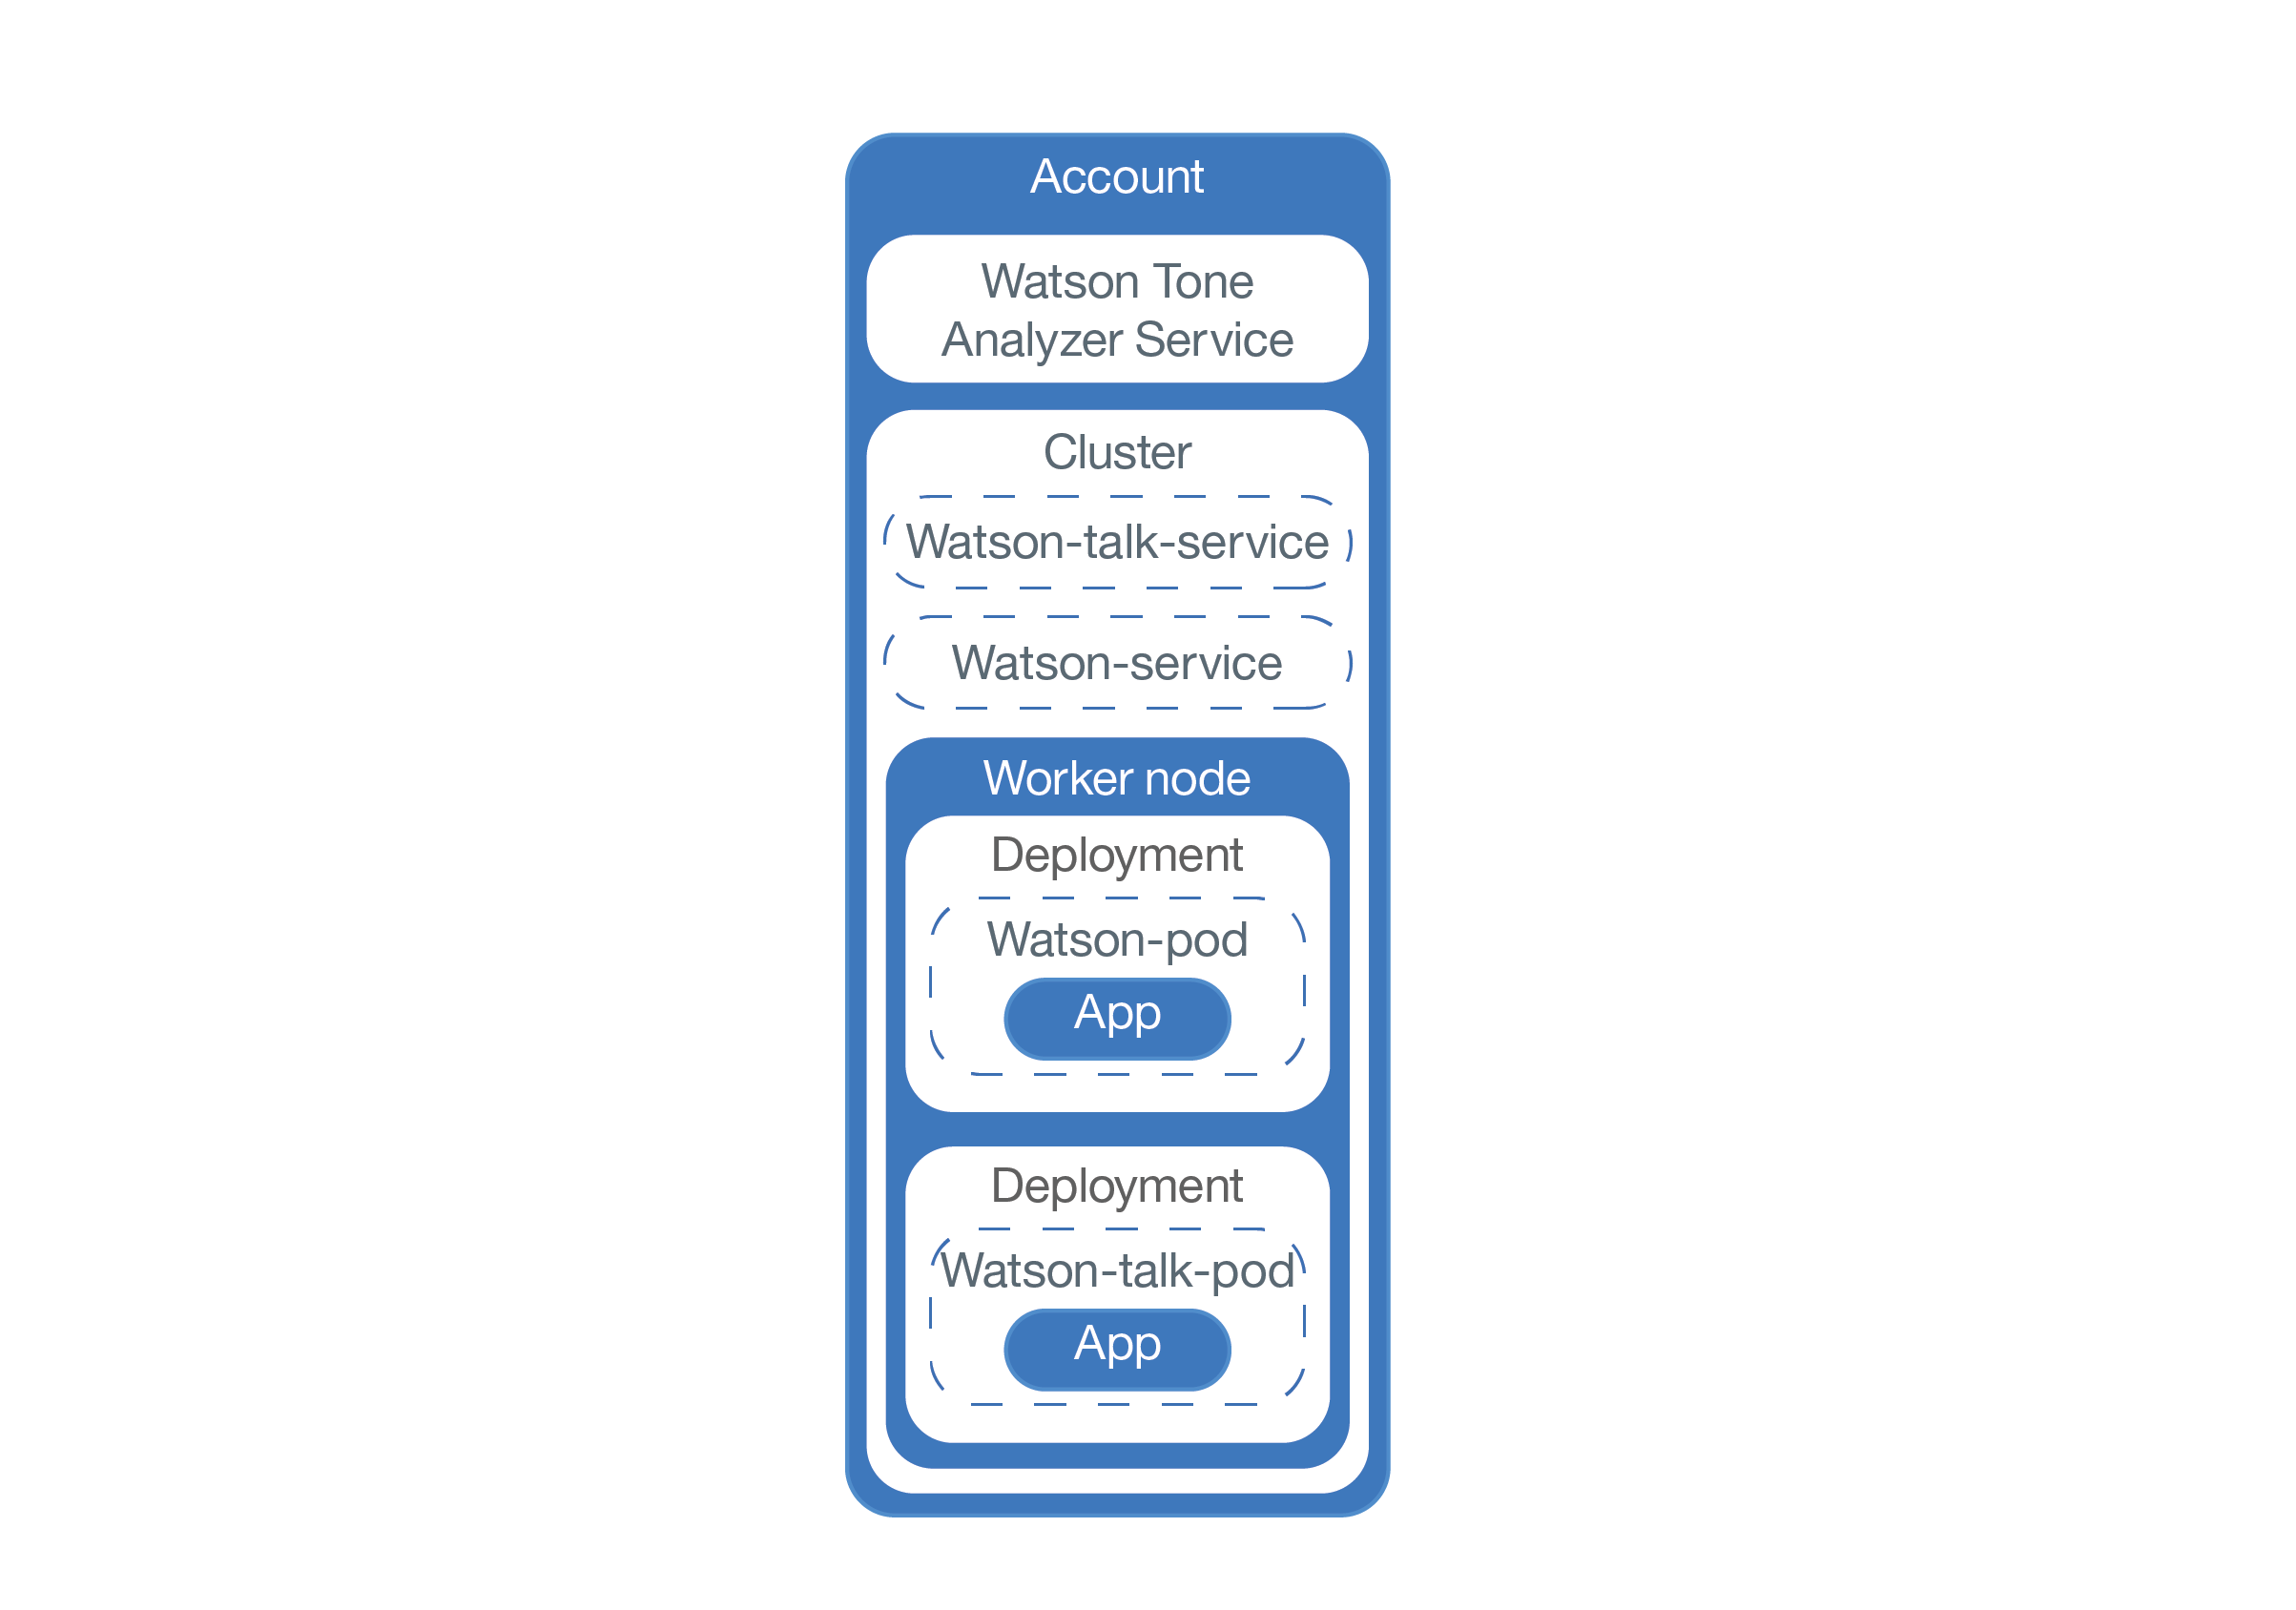 Account
Watson Tone
Analyzer Service
Cluster
Watson-talk-service
Watson-service
Worker node
Deployment
Watson-pod
App
Deployment
Watson-talk-pod
App